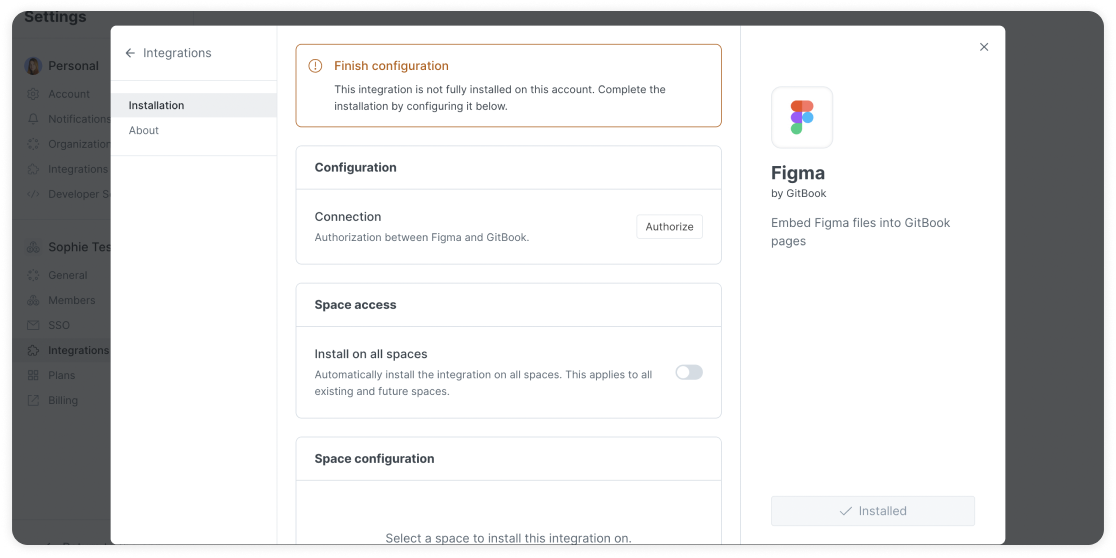 Settings
Personal
Account
Notifications
Organization
Integrations
Developer S
Sophie Tes
General
Members
SSO
Integrations
Plans
Billing
Integrations
Installation
About
Finish configuration
This integration is not fully installed on this account. Complete the
installation by configuring it below.
Configuration
Connection
Authorization between Figma and GitBook.
Authorize
Space access
Install on all spaces
Automatically install the integration on all spaces. This applies to all
existing and future spaces.
Space configuration
Select a space to install this integration on.
Figma
by GitBook
Embed Figma files into GitBook
pages
Installed